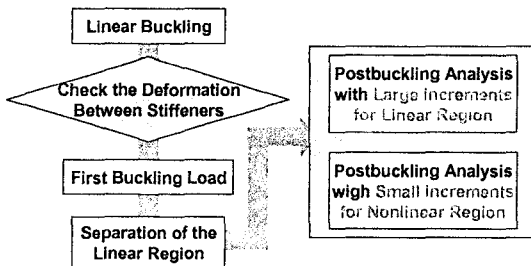 Linear Buckling
Check the Deformation
Between Stiffeners
First Buckling Load
Separation of the
Linear Region
Postbuckling Analysis
with Large Increments
for Linear Region
Postbuckling Analysis
wigh Small Increments
for Nonlinear Region